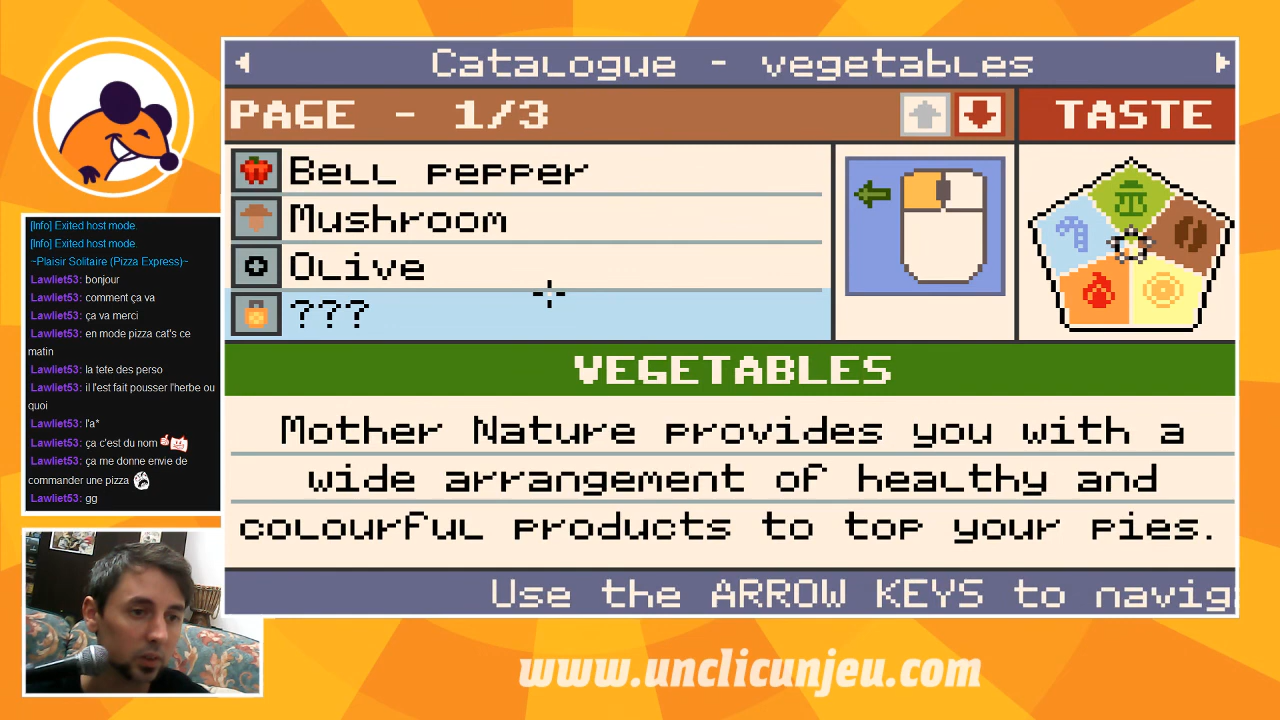 Catalogue - vegetables
PAGE - 1/3
TASTE
Bell pepper
Mushroom
Olive
???
VEGETABLES
Mother Nature provides you with a
wide arrangement of healthy and
colourful products to top your pies.
Use the ARROW KEYS to navig
[Info] Exited host mode.
[Info] Exited host mode.
~Plaisir Solitaire (Pizza Express)~
Lawliet53: bonjour
Lawliet53: comment ça va
Lawliet53: ça va merci
Lawliet53: en mode pizza cat's ce
matin
Lawliet53: la tete des perso
Lawliet53: il l'est fait pousser l'herbe ou
quoi
Lawliet53: l'a*
Lawliet53: ça c'est du nom
Lawliet53: ça me donne envie de
commander une pizza
Lawliet53: gg
www.unclicunjeu.com